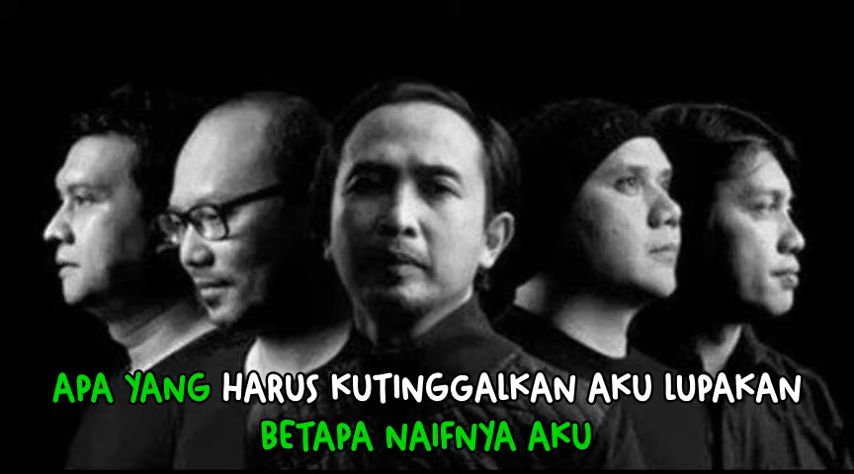 APA YANG HARUS KUTINGGALKAN AKU LUPAKAN
BETAPA NAIFNYA AKU